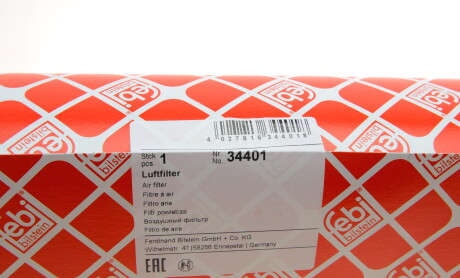 febi
bilstein
4 027816 344018
Stck 1 Nr. 34401
pcs. No.
Luftfilter
Air filter
Filtre à air
Filtro aria
Filtr powietrza
Воздушный фильтр
Filtro de aire
Ferdinand Bilstein GmbH + Co. KG
Wilhelmstr. 47 | 58256 Ennepetal | Germany
EAC